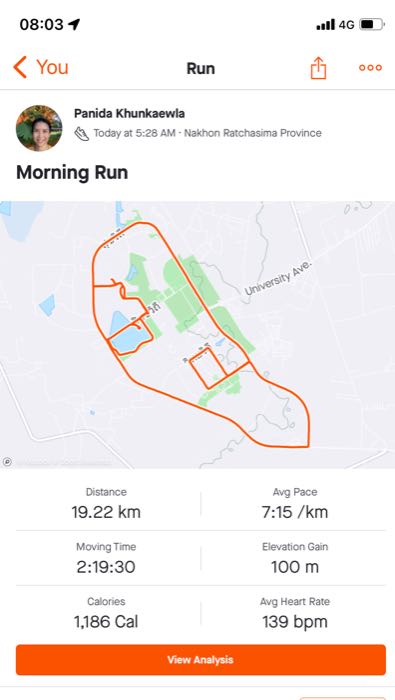 08:03
4G
You
Run
Panida Khunkaewla
Today at 5:28 AM · Nakhon Ratchasima Province
Morning Run
University Ave.
Distance
19.22 km
Avg Pace
7:15 /km
Moving Time
2:19:30
Elevation Gain
100 m
Calories
1,186 Cal
Avg Heart Rate
139 bpm
View Analysis